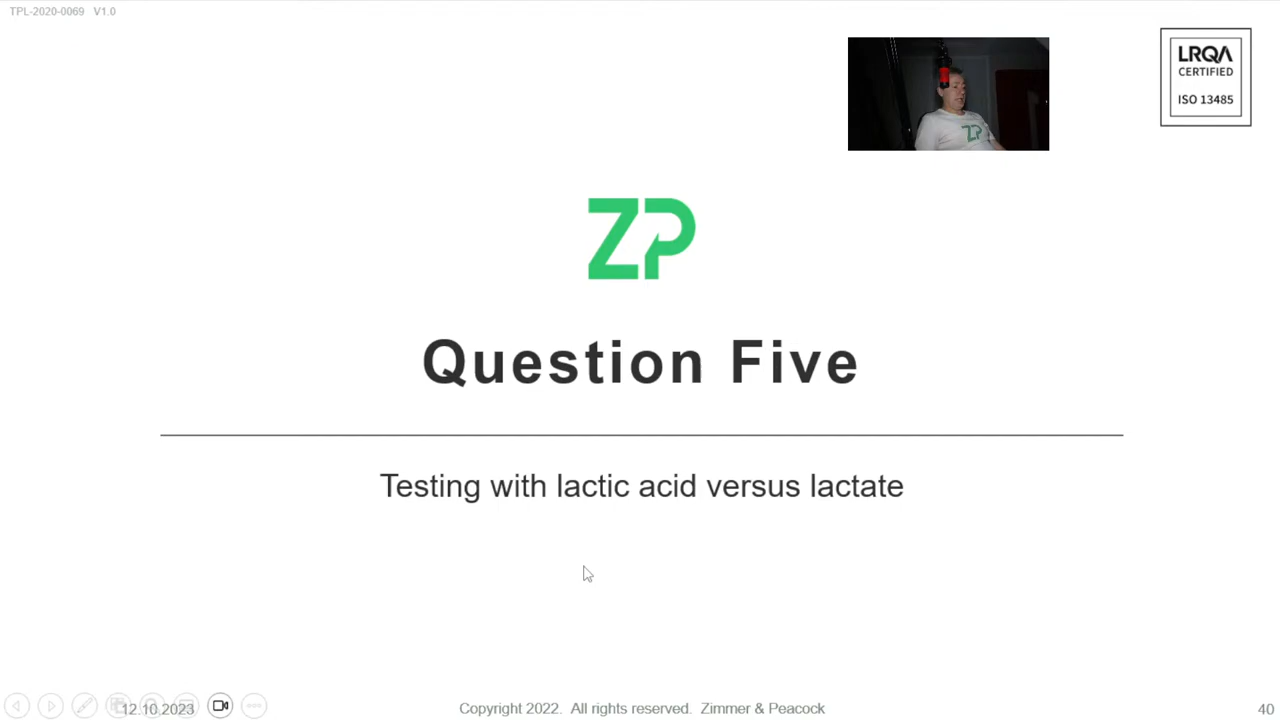 TPL-2020-0069 V1.0
LRQA
CERTIFIED
ISO 13485
ZP
ZP
Question Five
Testing with lactic acid versus lactate
12.10.2023
Copyright 2022. All rights reserved. Zimmer & Peacock
40